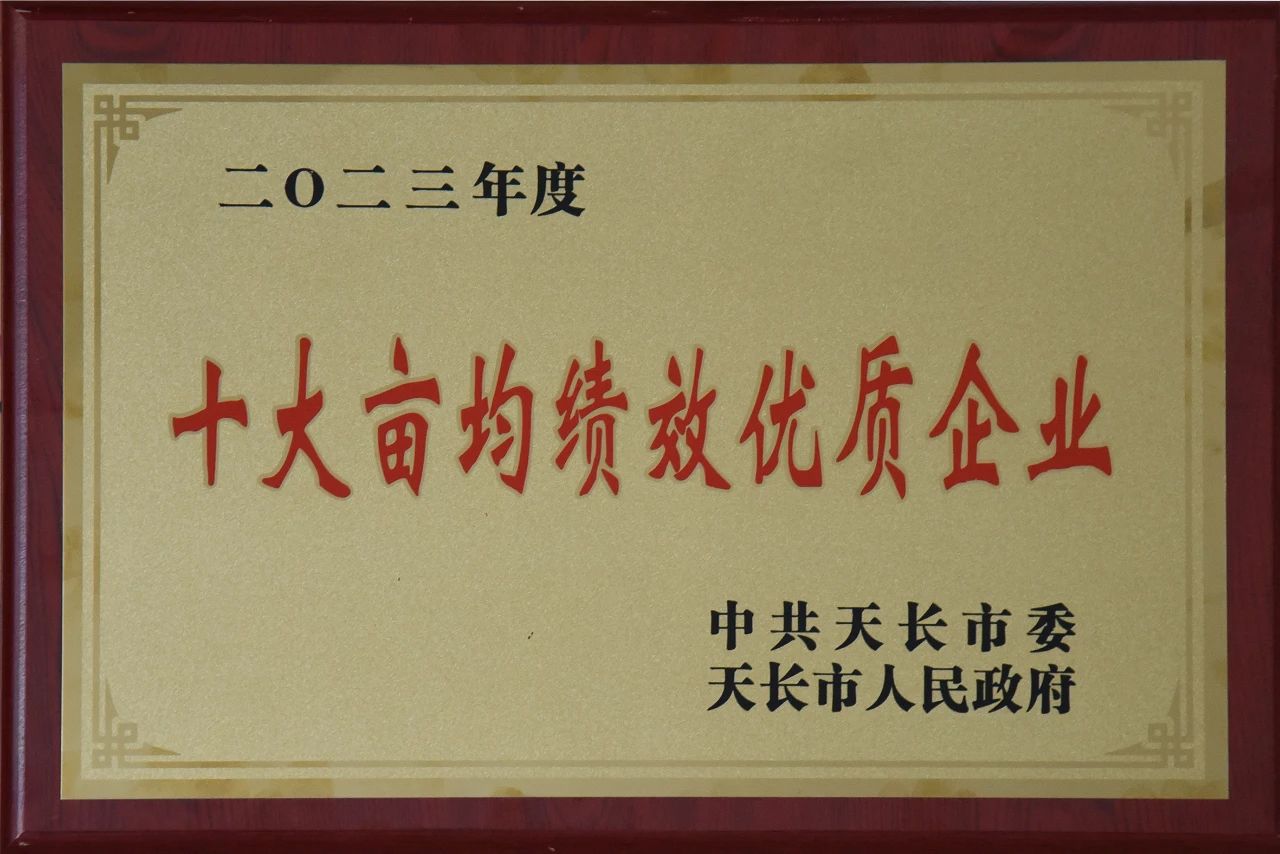 二〇二三年度
十大亩均绩效优质企业
中共天长市委
天长市人民政府